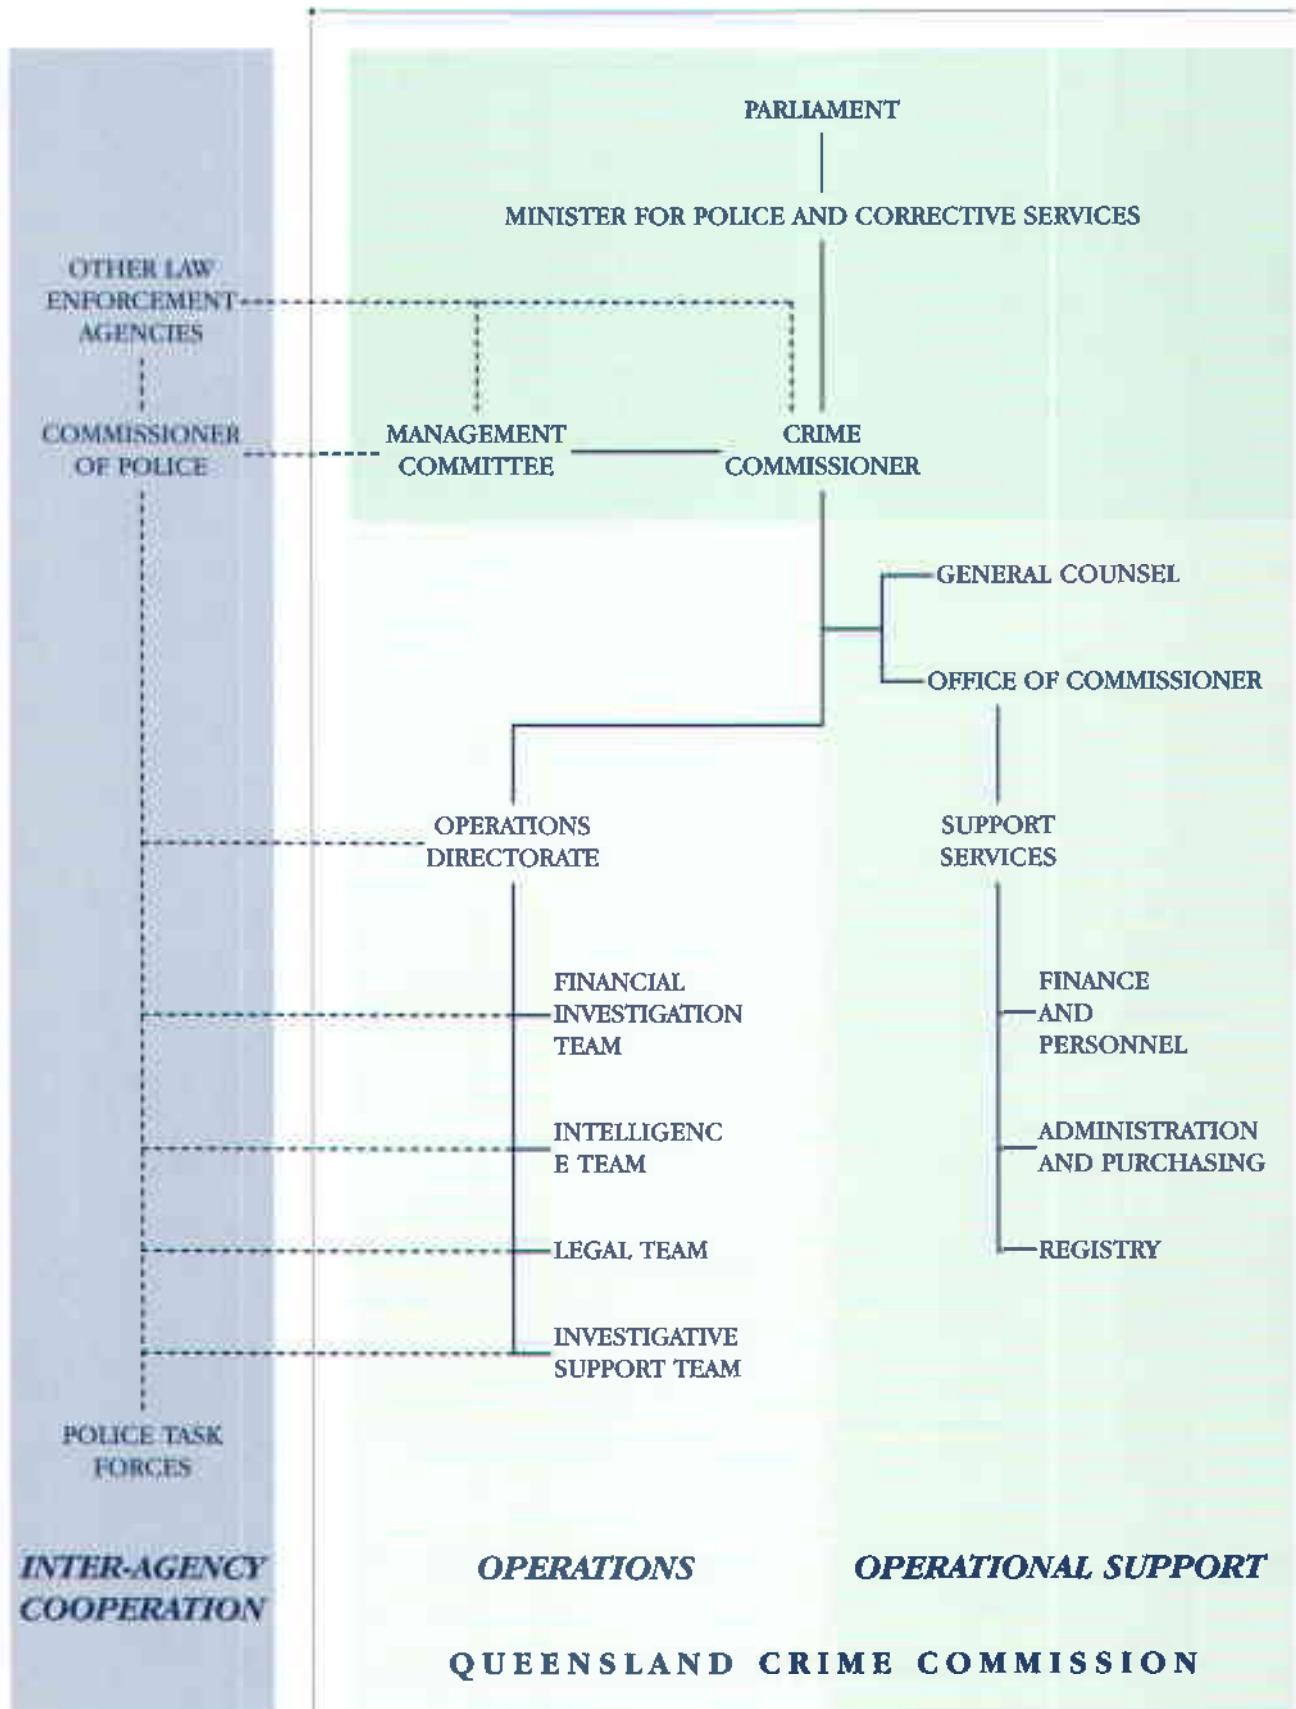 PARLIAMENT
MINISTER FOR POLICE AND CORRECTIVE SERVICES
OTHER LAW
ENFORCEMENT
AGENCIES
COMMISSIONER
OF POLICE
MANAGEMENT
COMMITTEE
CRIME
COMMISSIONER
GENERAL COUNSEL
OFFICE OF COMMISSIONER
OPERATIONS
DIRECTORATE
SUPPORT
SERVICES
FINANCIAL
INVESTIGATION
TEAM
FINANCE
AND
PERSONNEL
INTELLIGENC
E TEAM
ADMINISTRATION
AND PURCHASING
LEGAL TEAM
REGISTRY
INVESTIGATIVE
SUPPORT TEAM
POLICE TASK
FORCES
INTER-AGENCY
COOPERATION
OPERATIONS
OPERATIONAL SUPPORT
QUEENSLAND CRIME COMMISSION